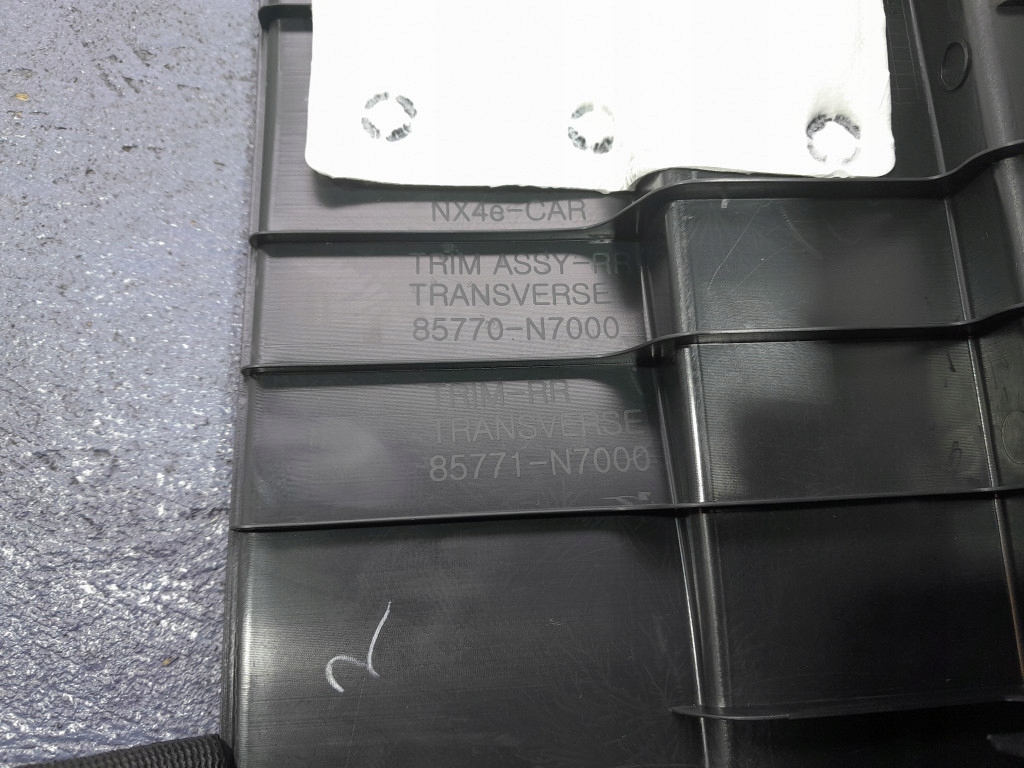 NX4e-CAR
TRIM ASSY-RR
TRANSVERSE
85770-N7000
TRIM-RR
TRANSVERSE
85771-N7000